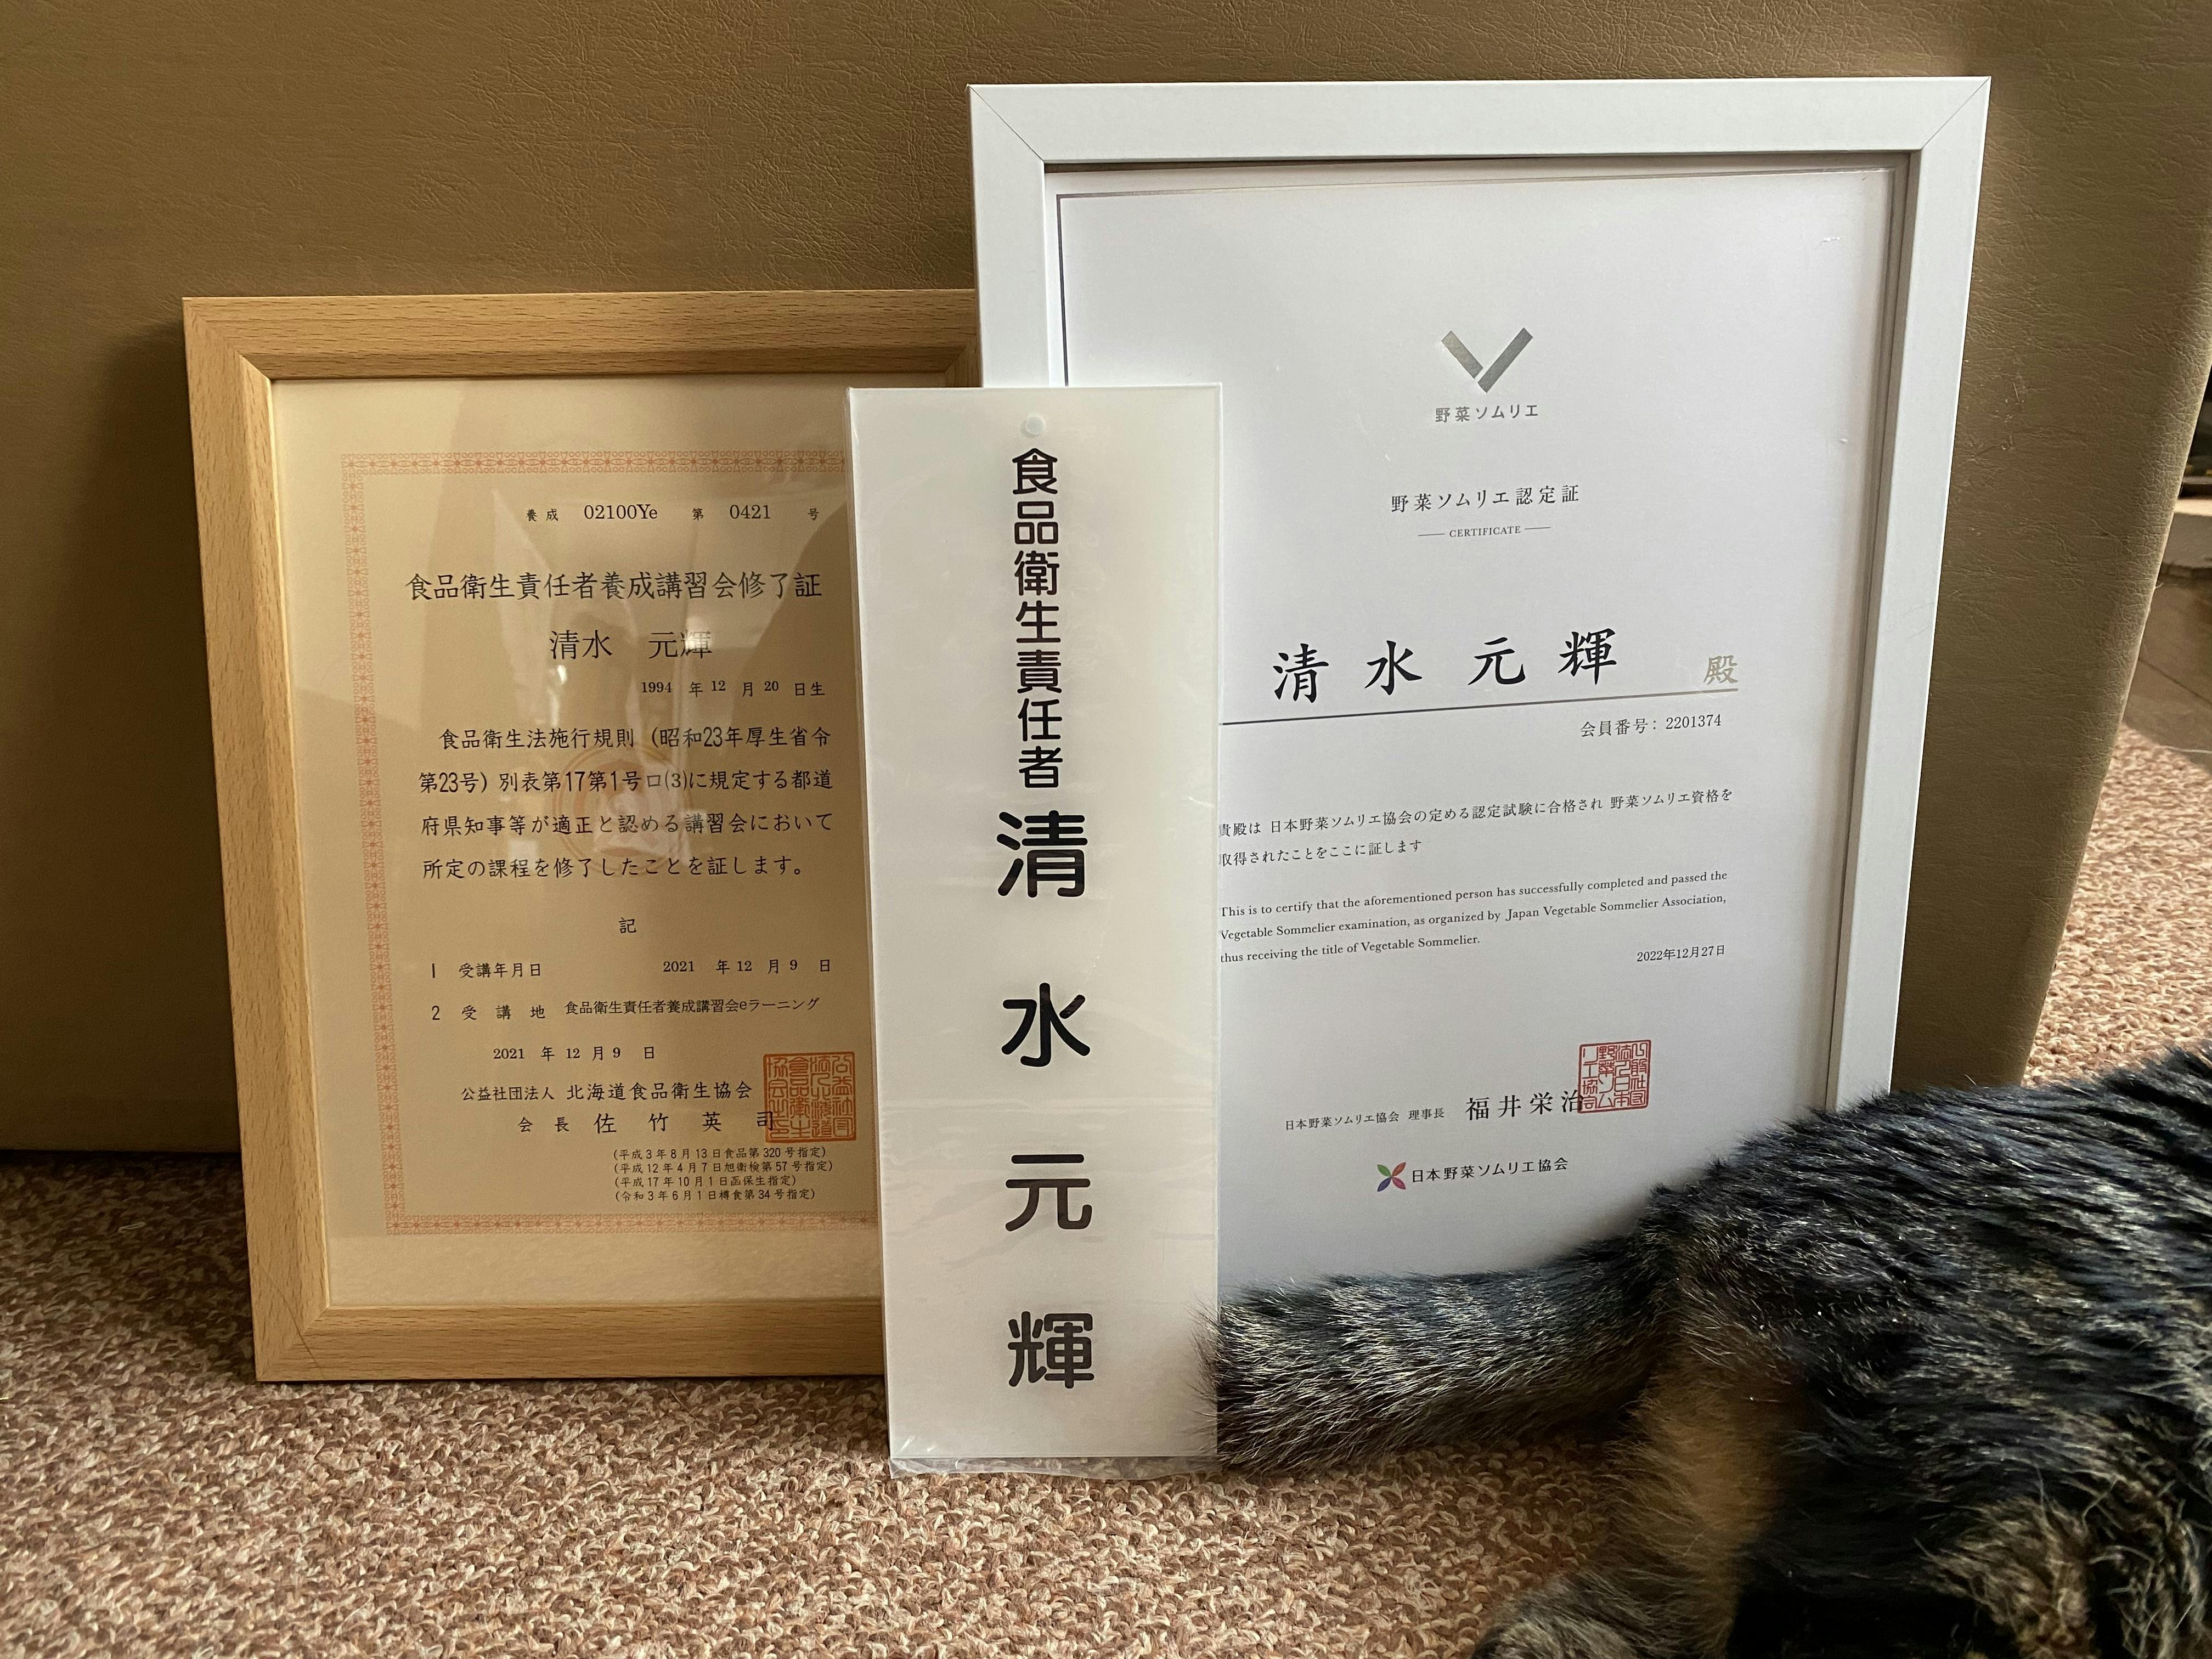 養成 02100Ye 第 0421 号
食品衛生責任者養成講習会修了証
清水 元輝
1994 年 12 月 20 日生
食品衛生法施行規則（昭和23年厚生省令
第23号）別表第17第1号ロ(3)に規定する都道
府県知事等が適正と認める講習会において
所定の課程を修了したことを証します。
記
1 受講年月日 2021 年 12 月 9 日
2 受講地 食品衛生責任者養成講習会eラーニング
2021 年 12 月 9 日
公益社団法人 北海道食品衛生協会
会長 佐竹英司
(平成3年8月13日食品第320号指定)
(平成12年4月7日旭衛検第57号指定)
(平成17年10月1日函保生指定)
(令和3年6月1日樽食第34号指定)
食品衛生責任者
清水元輝
野菜ソムリエ
野菜ソムリエ認定証
CERTIFICATE
清水元輝 殿
会員番号：2201374
貴殿は 日本野菜ソムリエ協会の定める認定試験に合格され 野菜ソムリエ資格を
取得されたことをここに証します
This is to certify that the aforementioned person has successfully completed and passed the
Vegetable Sommelier examination, as organized by Japan Vegetable Sommelier Association,
thus receiving the title of Vegetable Sommelier.
2022年12月27日
日本野菜ソムリエ協会 理事長 福井栄治
日本野菜ソムリエ協会